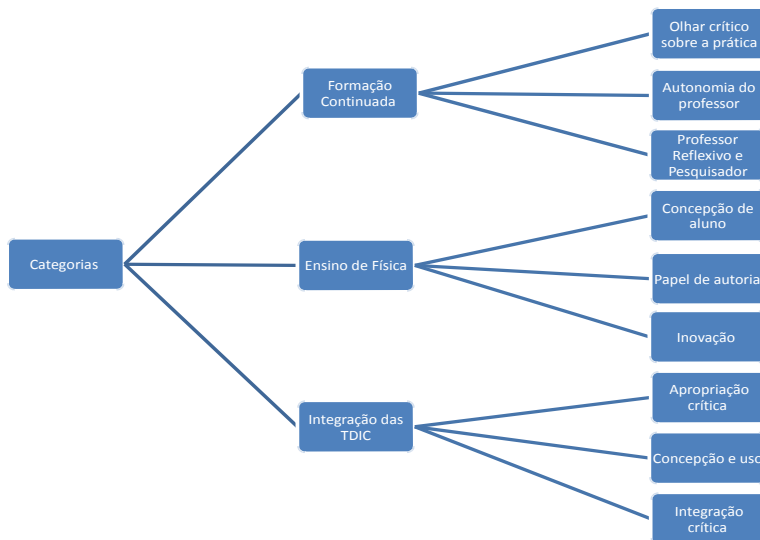 Categorias
Formação
Continuada
Olhar crítico
sobre a prática
Autonomia do
professor
Professor
Reflexivo e
Pesquisador
Ensino de Física
Concepção de
aluno
Papel de autoria
Inovação
Integração das
TDIC
Apropriação
crítica
Concepção e uso
Integração
crítica